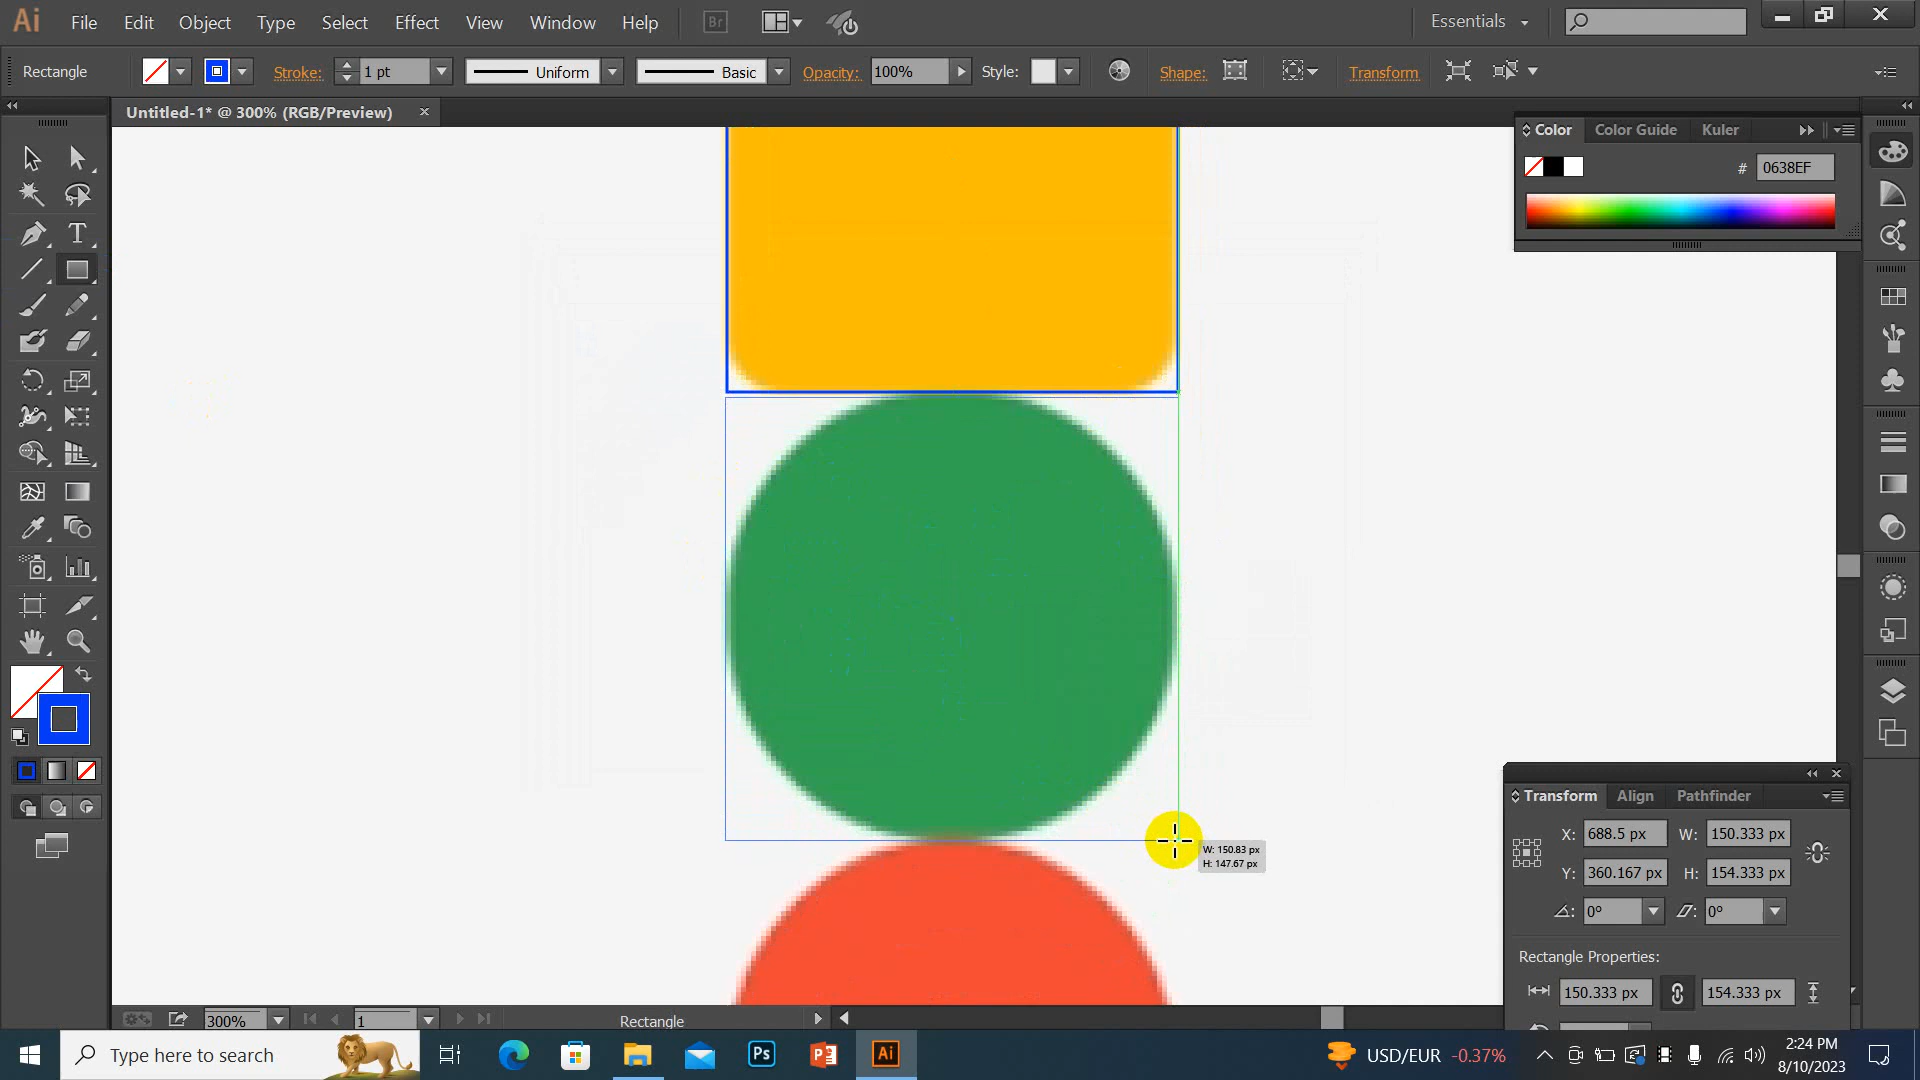 Ai File Edit Object Type Select Effect View Window Help Br Essentials
Rectangle Stroke: 1 pt Uniform Basic Opacity: 100% Style: Shape: Transform
Untitled-1* @ 300% (RGB/Preview)
Color Color Guide Kuler
# 0638EF
T
W: 150.83 px
H: 147.67 px
Transform Align Pathfinder
X: 688.5 px W: 150.333 px
Y: 360.167 px H: 154.333 px
0° 0°
Rectangle Properties:
150.333 px 154.333 px
300% 1 Rectangle
Type here to search Ps P Ai USD/EUR -0.37% 2:24 PM
8/10/2023